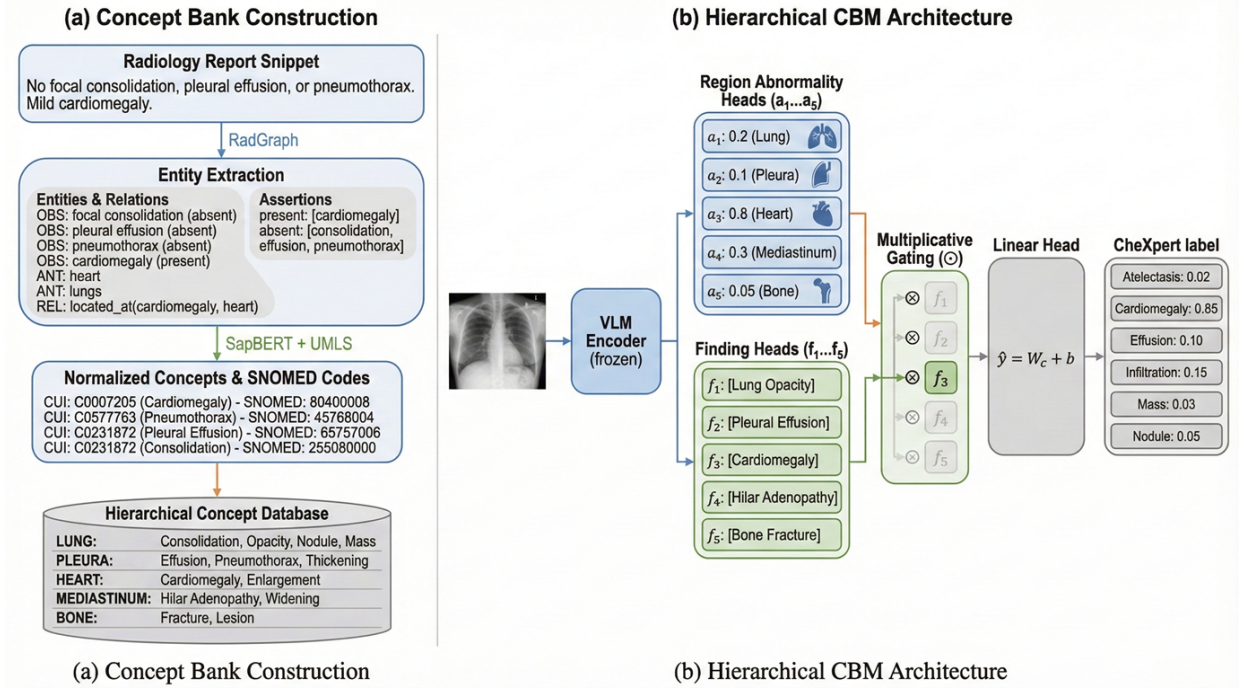 (a) Concept Bank Construction
Radiology Report Snippet
No focal consolidation, pleural effusion, or pneumothorax.
Mild cardiomegaly.
RadGraph
Entity Extraction
Entities & Relations
OBS: focal consolidation (absent)
OBS: pleural effusion (absent)
OBS: pneumothorax (absent)
OBS: cardiomegaly (present)
ANT: heart
ANT: lungs
REL: located_at(cardiomegaly, heart)
Assertions
present: [cardiomegaly]
absent: [consolidation,
effusion, pneumothorax]
SapBERT + UMLS
Normalized Concepts & SNOMED Codes
CUI: C0007205 (Cardiomegaly) - SNOMED: 80400008
CUI: C0577763 (Pneumothorax) - SNOMED: 45768004
CUI: C0231872 (Pleural Effusion) - SNOMED: 65757006
CUI: C0231872 (Consolidation) - SNOMED: 255080000
Hierarchical Concept Database
LUNG: Consolidation, Opacity, Nodule, Mass
PLEURA: Effusion, Pneumothorax, Thickening
HEART: Cardiomegaly, Enlargement
MEDIASTINUM: Hilar Adenopathy, Widening
BONE: Fracture, Lesion
(a) Concept Bank Construction
(b) Hierarchical CBM Architecture
VLM
Encoder
(frozen)
Region Abnormality
Heads (a₁...a₅)
a₁: 0.2 (Lung)
a₂: 0.1 (Pleura)
a₃: 0.8 (Heart)
a₄: 0.3 (Mediastinum)
a₅: 0.05 (Bone)
Finding Heads (f₁...f₅)
f₁: [Lung Opacity]
f₂: [Pleural Effusion]
f₃: [Cardiomegaly]
f₄: [Hilar Adenopathy]
f₅: [Bone Fracture]
Multiplicative
Gating (⊙)
⊗ f₁
⊗ f₂
⊗ f₃
⊗ f₄
⊗ f₅
Linear Head
ŷ = W_c + b
CheXpert label
Atelectasis: 0.02
Cardiomegaly: 0.85
Effusion: 0.10
Infiltration: 0.15
Mass: 0.03
Nodule: 0.05
(b) Hierarchical CBM Architecture